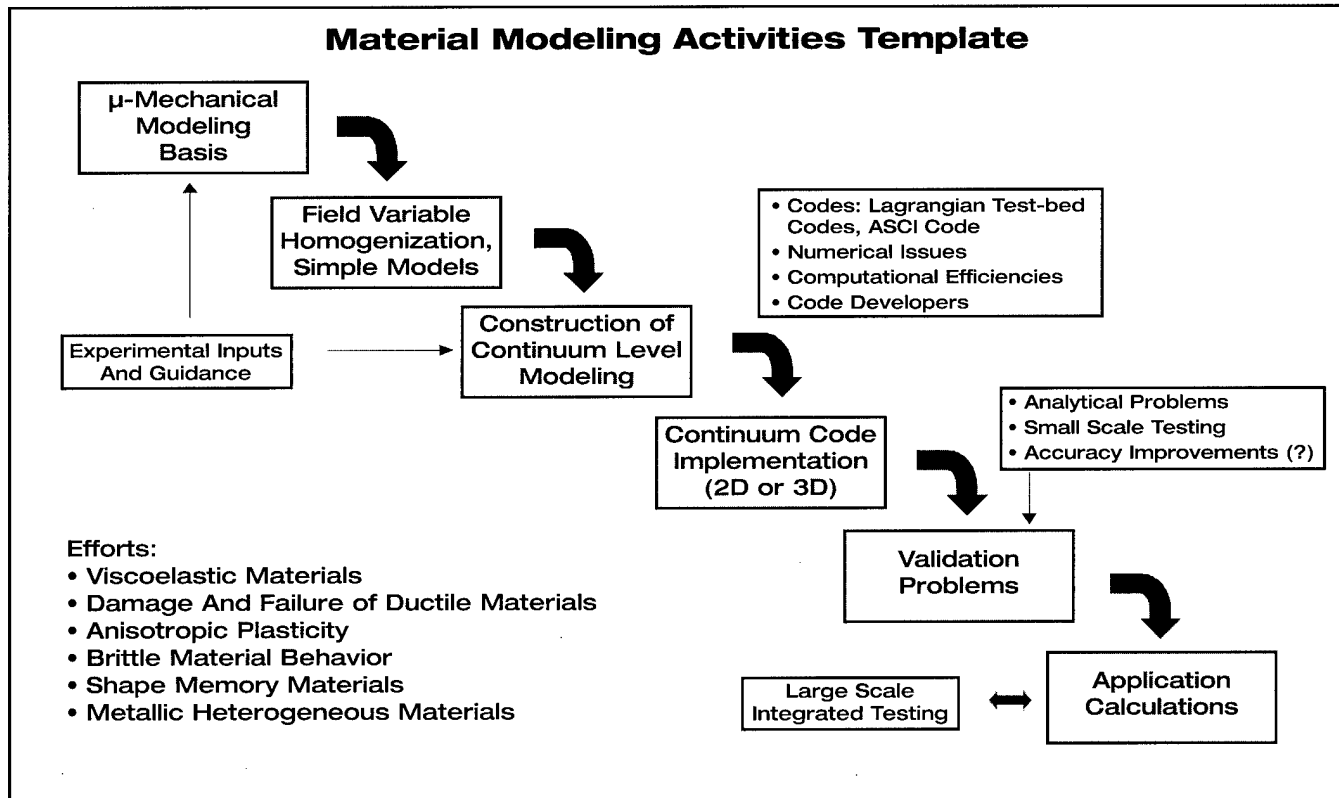 Material Modeling Activities Template
µ-Mechanical
Modeling
Basis
Field Variable
Homogenization,
Simple Models
• Codes: Lagrangian Test-bed
Codes, ASCI Code
• Numerical Issues
• Computational Efficiencies
• Code Developers
Experimental Inputs
And Guidance
Construction of
Continuum Level
Modeling
• Analytical Problems
• Small Scale Testing
• Accuracy Improvements (?)
Continuum Code
Implementation
(2D or 3D)
Validation
Problems
Efforts:
• Viscoelastic Materials
• Damage And Failure of Ductile Materials
• Anisotropic Plasticity
• Brittle Material Behavior
• Shape Memory Materials
• Metallic Heterogeneous Materials
Large Scale
Integrated Testing
Application
Calculations